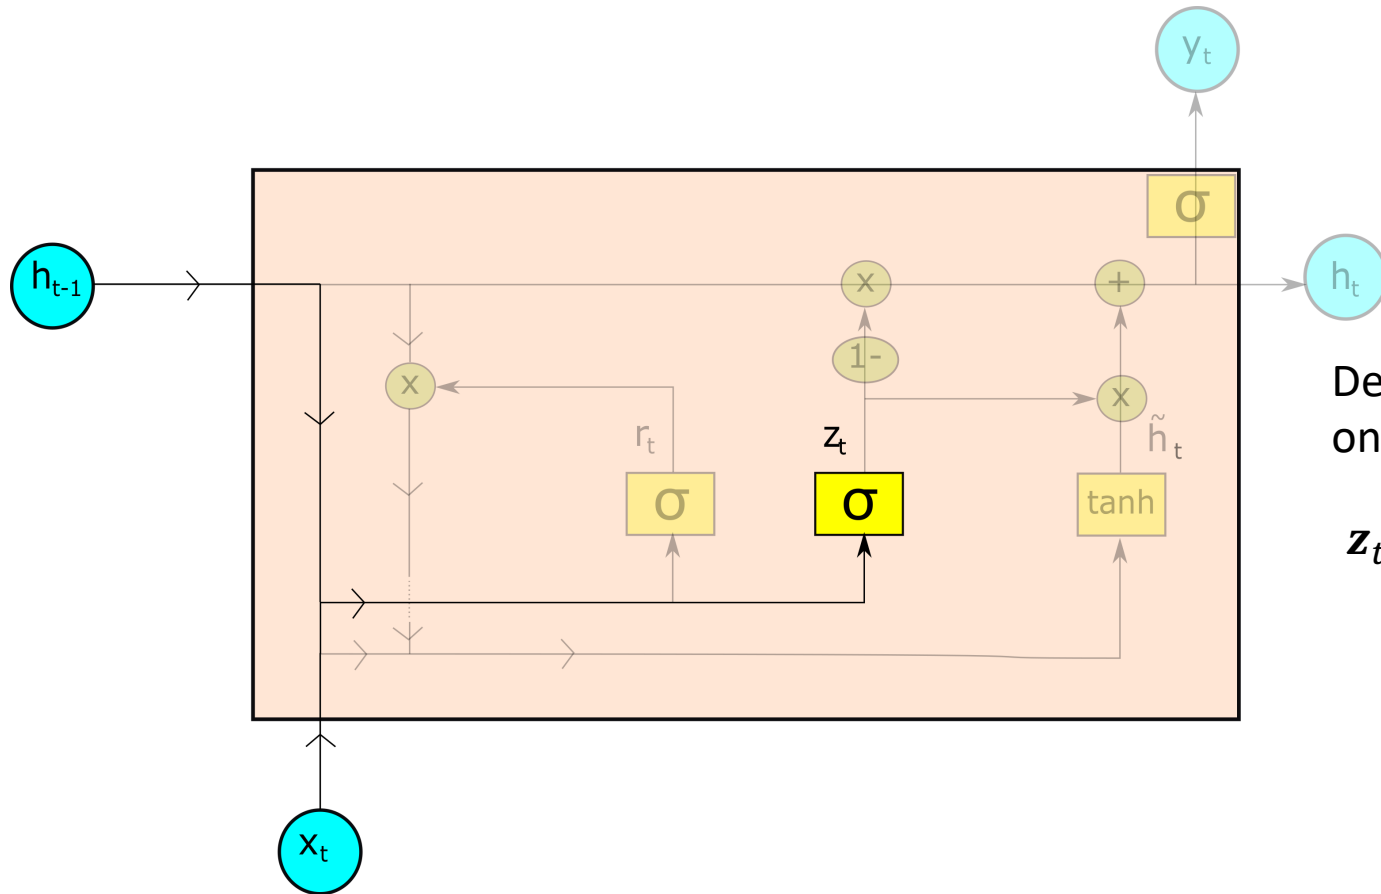 yₜ
σ
hₜ₋₁
x
+
hₜ
1-
x
x
De
on
rₜ
zₜ
h̃ₜ
σ
σ
tanh
𝒛ₜ
xₜ